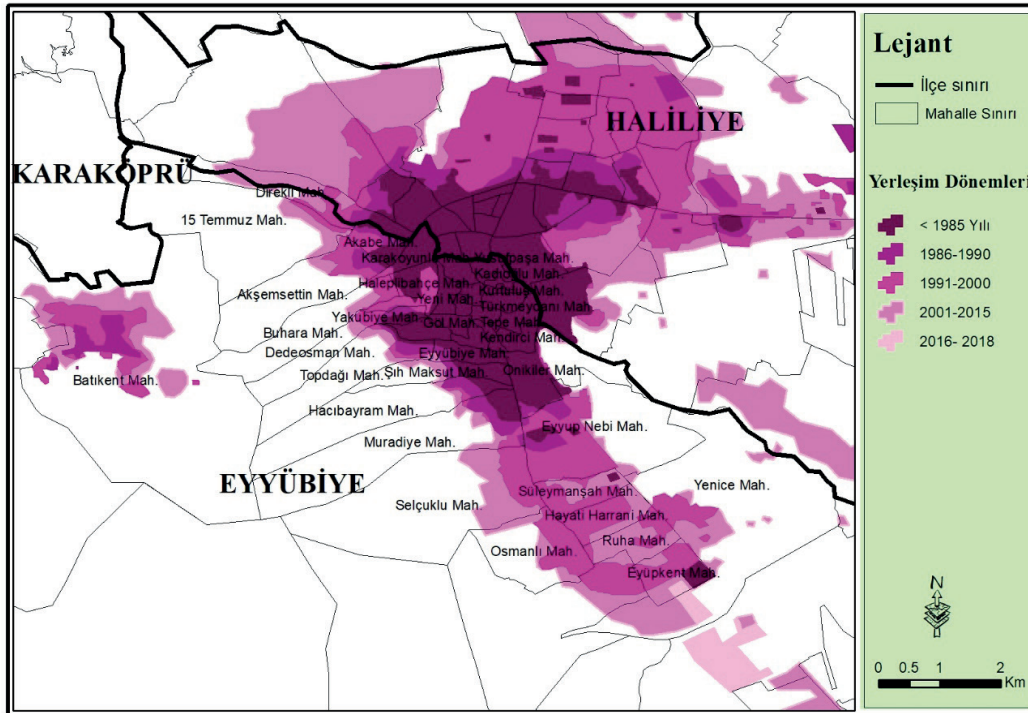 HALİLİYE
KARAKÖPRÜ
Direkli Mah.
15 Temmuz Mah.
Akabe Mah.
Karakoyunlu Mah.
Yusufpaşa Mah.
Kadıoğlu Mah.
Haleplibahçe Mah.
Kurtuluş Mah.
Akşemsettin Mah.
Yeni Mah.
Türkmeydanı Mah.
Yakubiye Mah.
Göl Mah.
Tepe Mah.
Buhara Mah.
Kendirci Mah.
Dedeosman Mah.
Eyyübiye Mah.
Topdağı Mah.
Şıh Maksut Mah.
Onikiler Mah.
Batıkent Mah.
Hacıbayram Mah.
Eyyup Nebi Mah.
Muradiye Mah.
EYYÜBİYE
Süleymanşah Mah.
Yenice Mah.
Selçuklu Mah.
Hayati Harrani Mah.
Ruha Mah.
Osmanlı Mah.
Eyüpkent Mah.
Lejant
İlçe sınırı
Mahalle Sınırı
Yerleşim Dönemleri
< 1985 Yılı
1986-1990
1991-2000
2001-2015
2016- 2018
N
0 0.5 1 2
Km